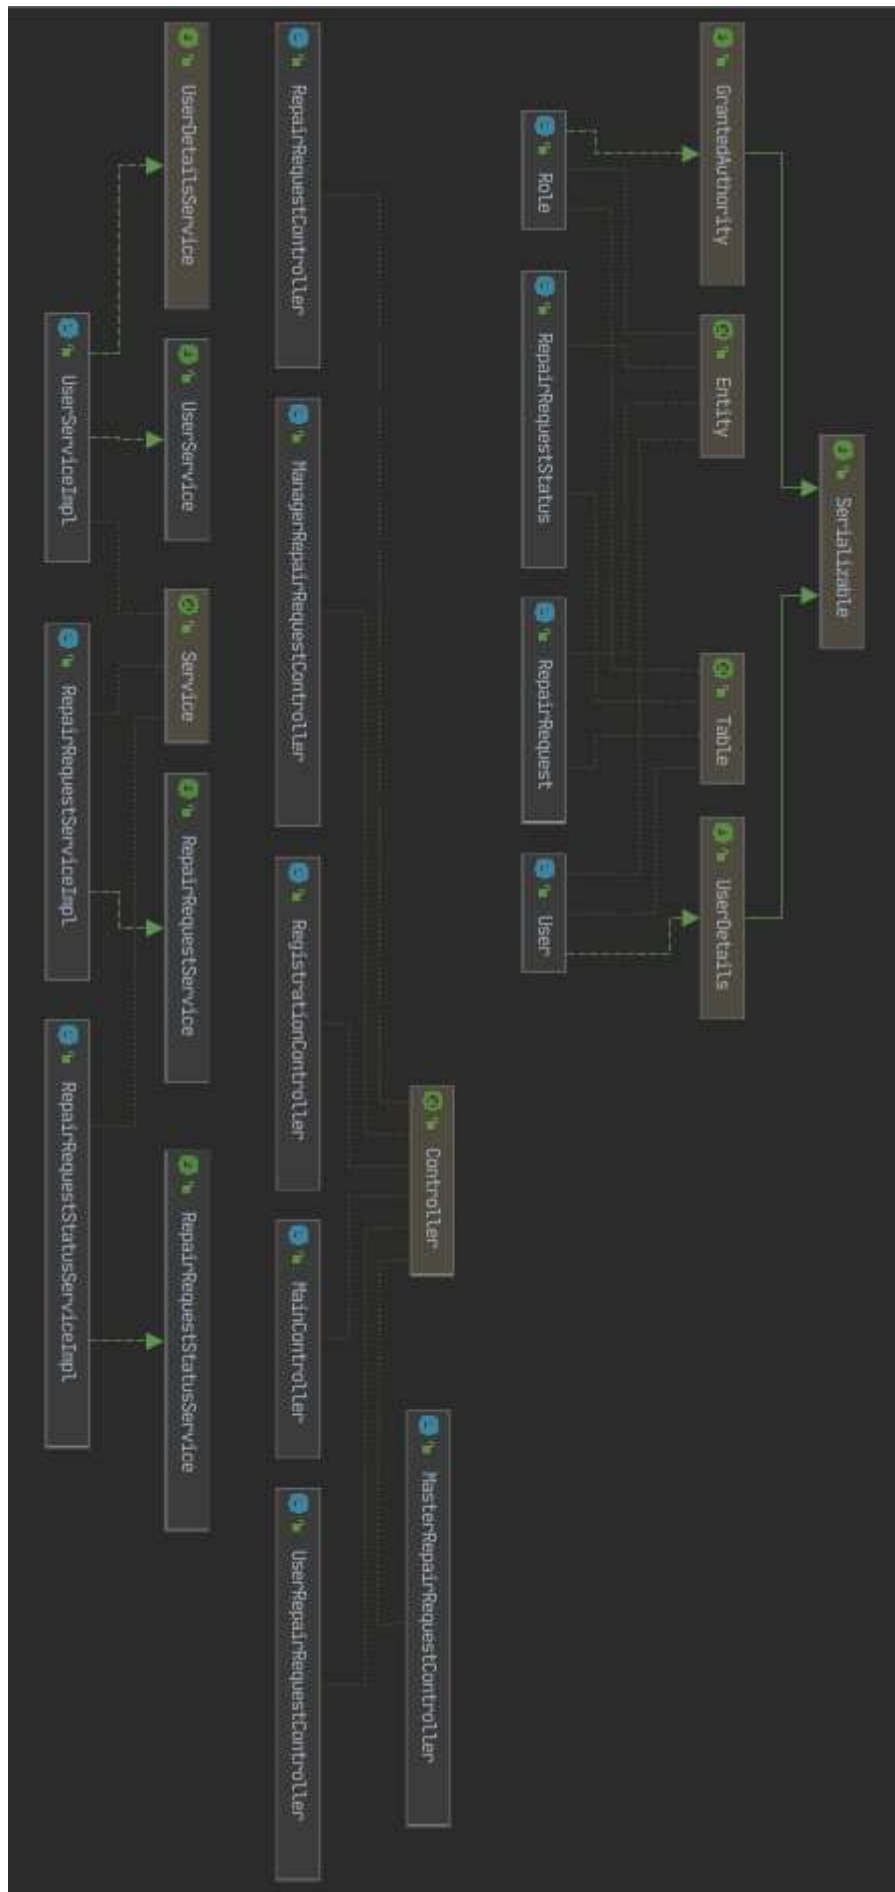 Serializable
GrantedAuthority
Entity
Table
UserDetails
Role
RepairRequestStatus
RepairRequest
User
Controller
MasterRepairRequestController
RepairRequestController
ManagerRepairRequestController
RegistrationController
MainController
UserRepairRequestController
UserDetailsService
UserService
Service
RepairRequestService
RepairRequestStatusService
UserServiceImpl
RepairRequestServiceImpl
RepairRequestStatusServiceImpl